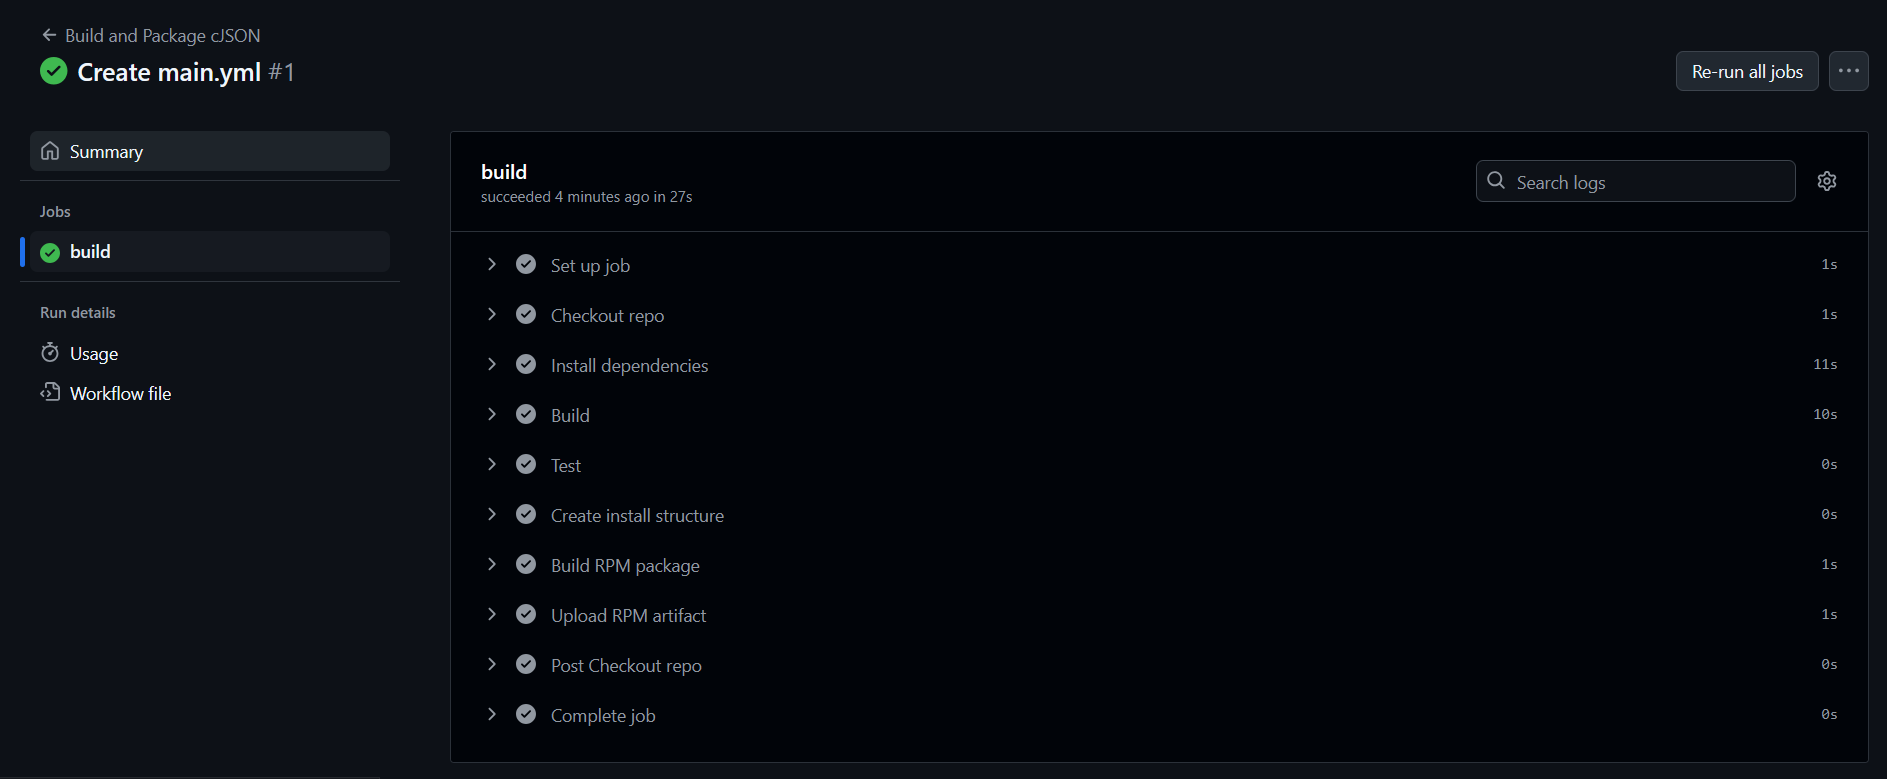 Build and Package cJSON
Create main.yml #1
Re-run all jobs
Summary
Jobs
build
Run details
Usage
Workflow file
build
succeeded 4 minutes ago in 27s
Search logs
Set up job 1s
Checkout repo 1s
Install dependencies 11s
Build 10s
Test 0s
Create install structure 0s
Build RPM package 1s
Upload RPM artifact 1s
Post Checkout repo 0s
Complete job 0s